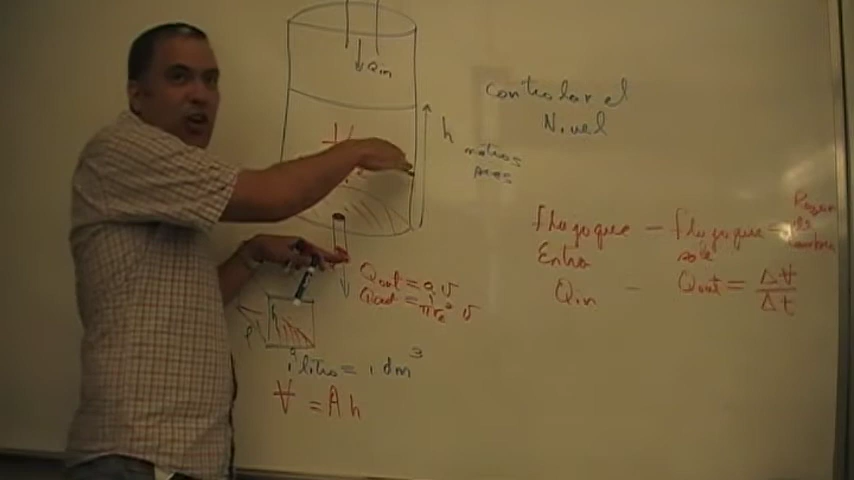 Qin
Controlar el
Nivel
h
metros
pies
Flujo que - Flujo que =
Entra sale
Qin - Qout = ΔV/Δt
Qout = a v
Qout = πr² v
h
1 litro = 1 dm³
V = A h